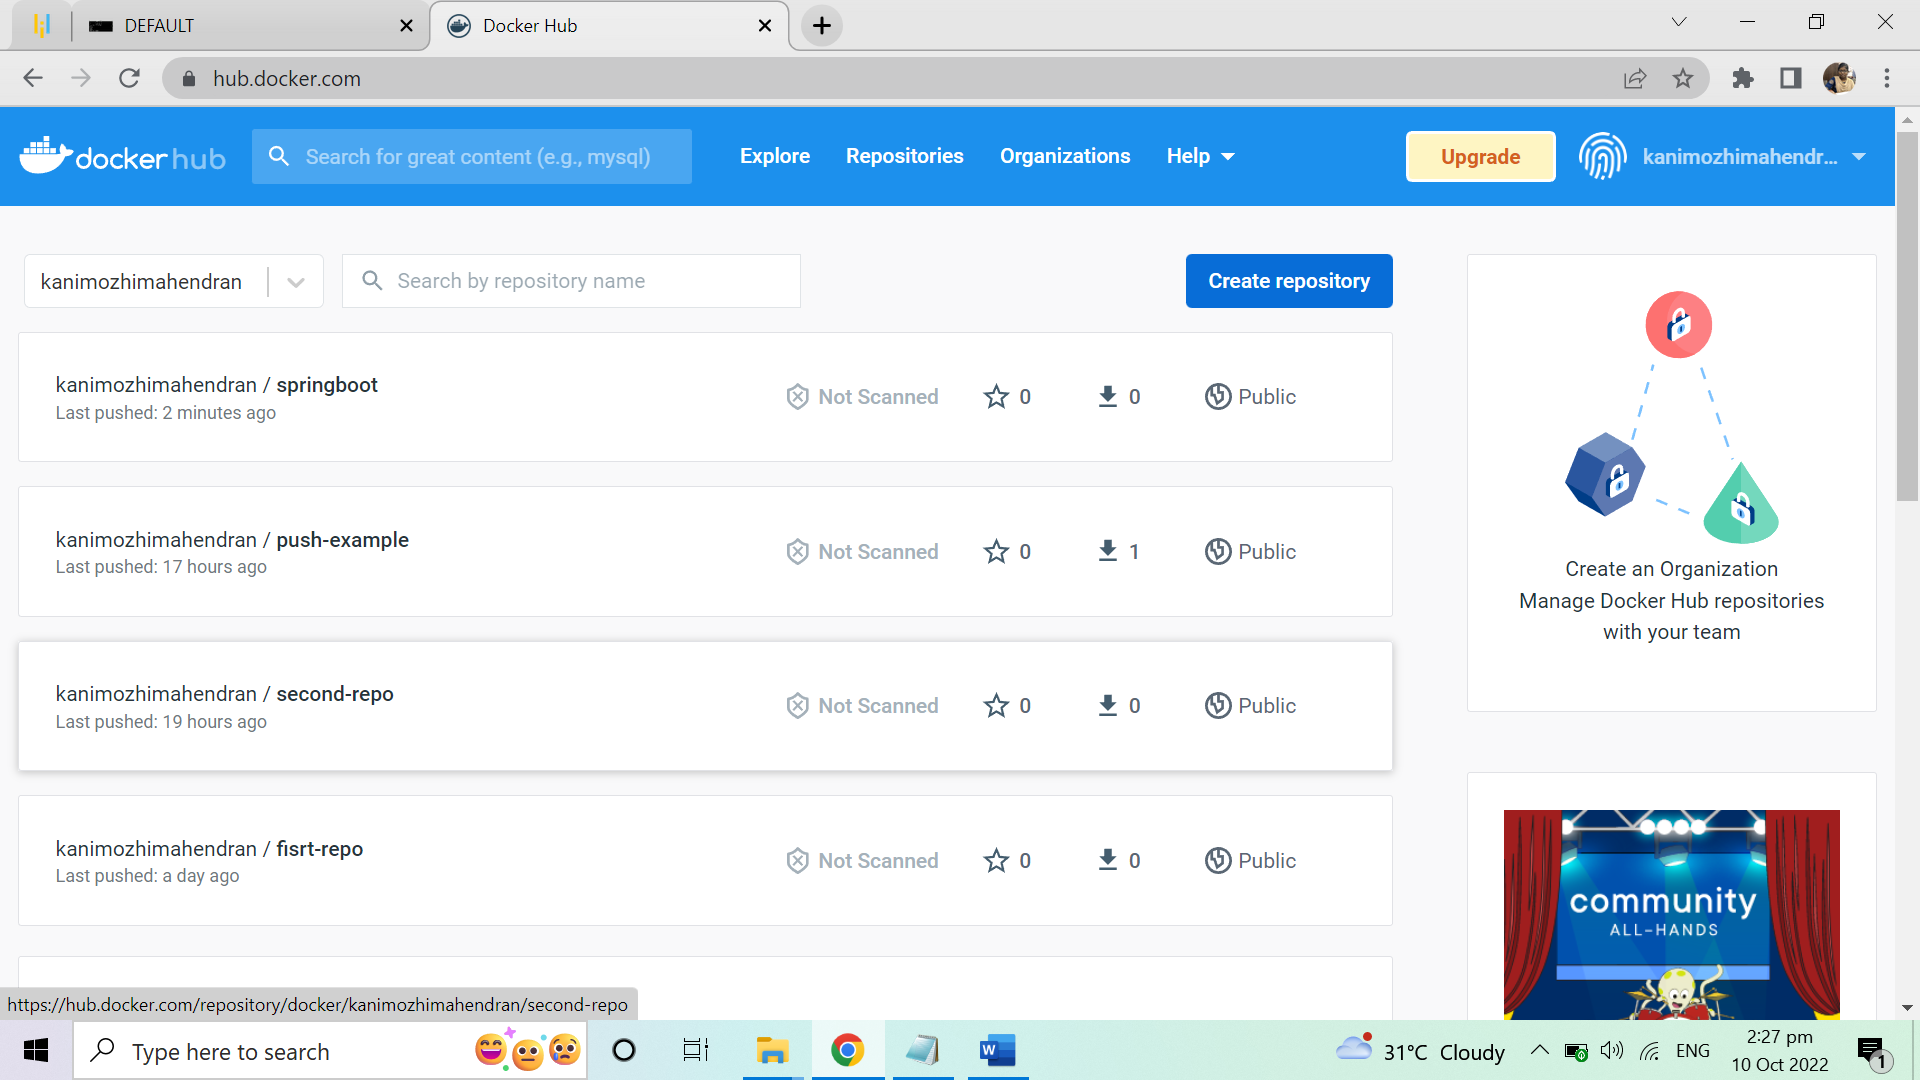 DEFAULT
Docker Hub
hub.docker.com
docker hub
Search for great content (e.g., mysql)
Explore
Repositories
Organizations
Help
Upgrade
kanimozhimahendr...
kanimozhimahendran
Search by repository name
Create repository
kanimozhimahendran / springboot
Last pushed: 2 minutes ago
Not Scanned
0
0
Public
kanimozhimahendran / push-example
Last pushed: 17 hours ago
Not Scanned
0
1
Public
kanimozhimahendran / second-repo
Last pushed: 19 hours ago
Not Scanned
0
0
Public
kanimozhimahendran / fisrt-repo
Last pushed: a day ago
Not Scanned
0
0
Public
Create an Organization
Manage Docker Hub repositories
with your team
community
ALL-HANDS
https://hub.docker.com/repository/docker/kanimozhimahendran/second-repo
Type here to search
W
31°C Cloudy
ENG
2:27 pm
10 Oct 2022
1